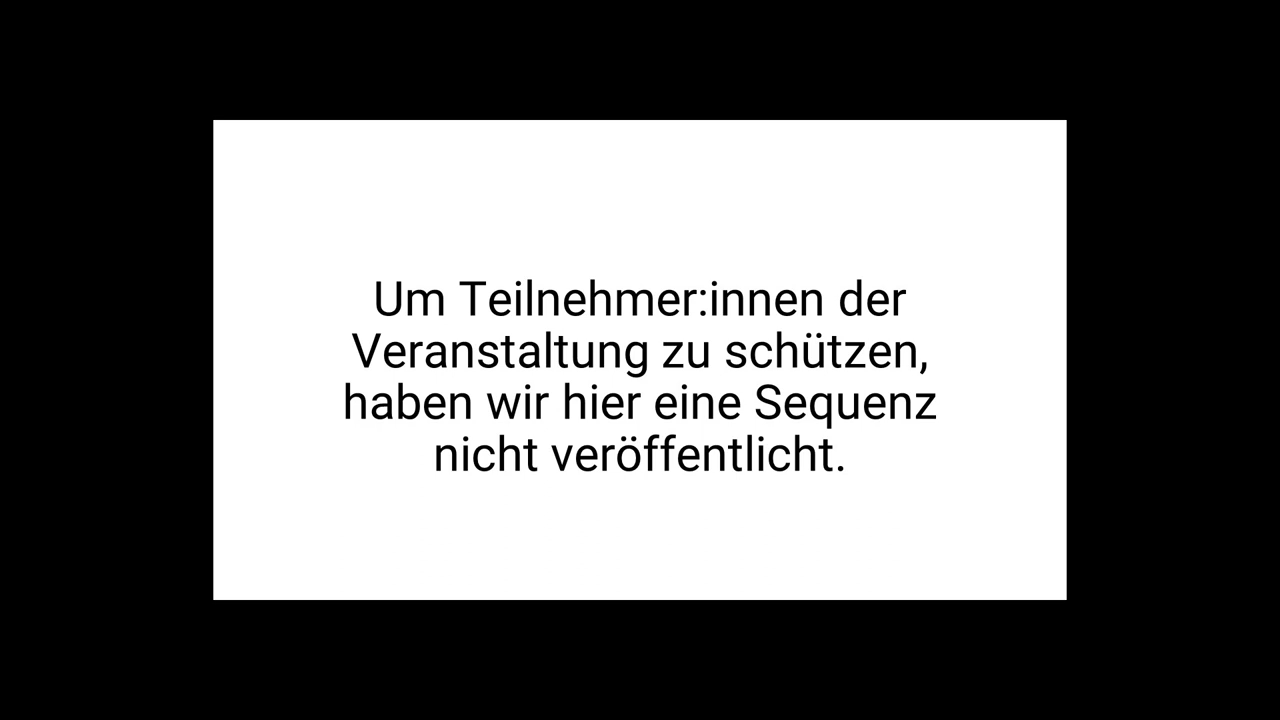 Um Teilnehmer:innen der
Veranstaltung zu schützen,
haben wir hier eine Sequenz
nicht veröffentlicht.